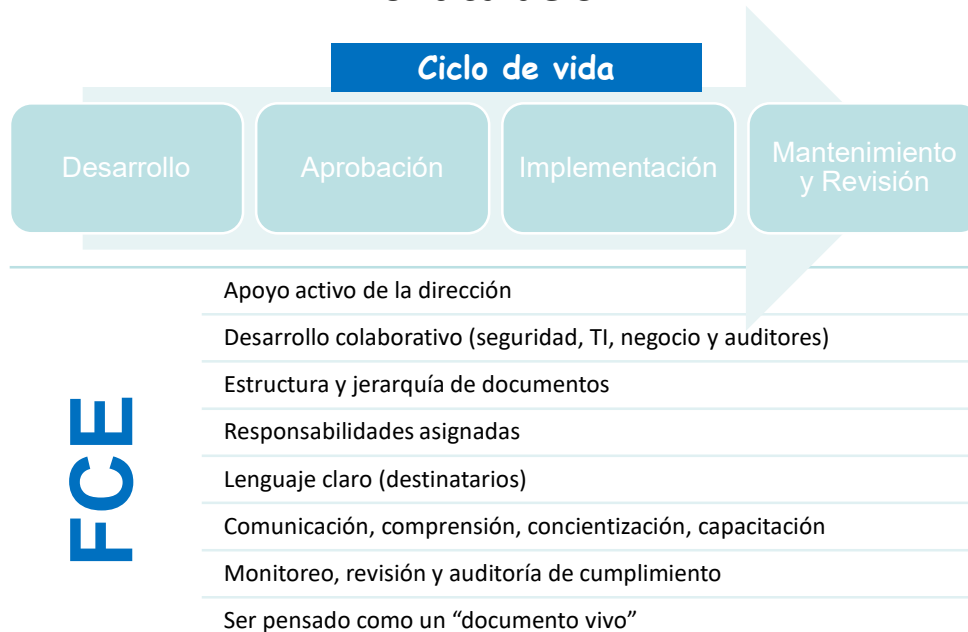 Ciclo de vida
Desarrollo
Aprobación
Implementación
Mantenimiento
y Revisión
FCE
Apoyo activo de la dirección
Desarrollo colaborativo (seguridad, TI, negocio y auditores)
Estructura y jerarquía de documentos
Responsabilidades asignadas
Lenguaje claro (destinatarios)
Comunicación, comprensión, concientización, capacitación
Monitoreo, revisión y auditoría de cumplimiento
Ser pensado como un “documento vivo”